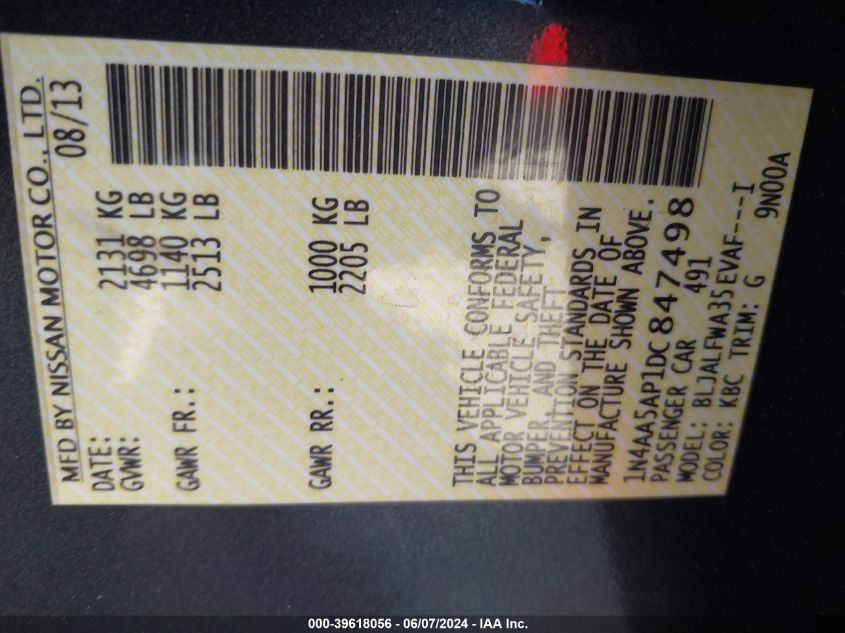 MFD BY NISSAN MOTOR CO., LTD.
DATE: 08/13
GVWR: 2131 KG
4698 LB
GAWR FR.: 1140 KG
2513 LB
GAWR RR.: 1000 KG
2205 LB
THIS VEHICLE CONFORMS TO
ALL APPLICABLE FEDERAL
MOTOR VEHICLE, SAFETY,
BUMPER AND THEFT
PREVENTION STANDARDS IN
EFFECT ON THE DATE OF
MANUFACTURE SHOWN ABOVE.
1N4AA5AP1DC847498
PASSENGER CAR 491
MODEL: BLJALFWA35EVAF---I
COLOR: KBC TRIM: G 9N00A
000-39618056 - 06/07/2024 - IAA Inc.